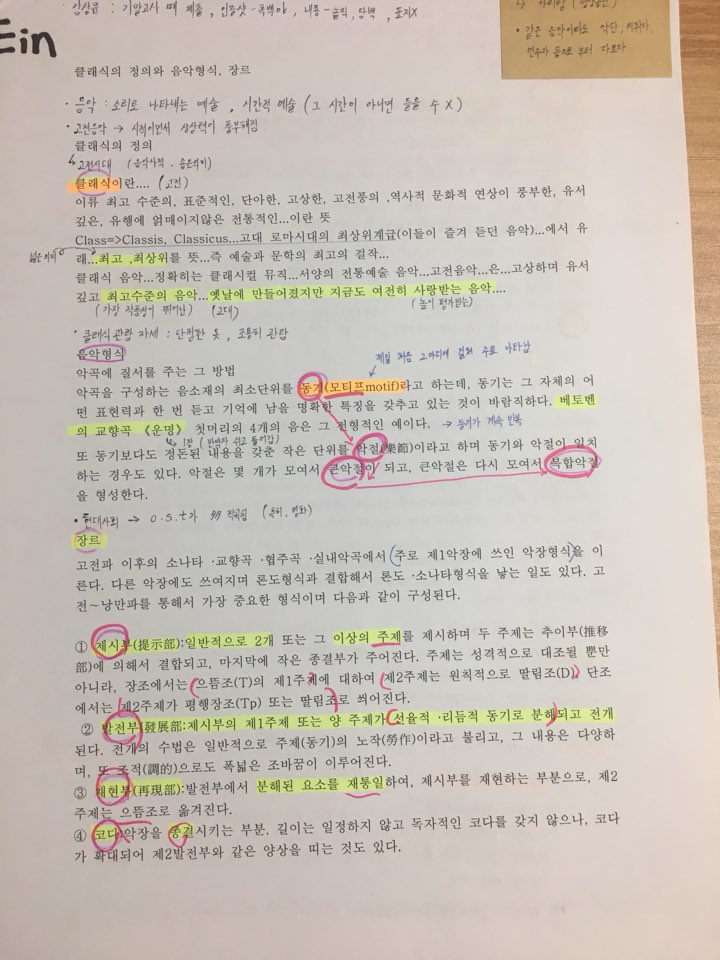 감상문 : 기말고사 때 제출, 인증샷 - 흑백 O, 내용 - 솔직, 담백, 표지X
Ein
• 같은 음악이어도 악단, 지휘자,
연주자 등으로 부터 다르다
클래식의 정의와 음악형식, 장르
• 음악 : 소리로 나타내는 예술, 시간적 예술 (그 시간이 아니면 들을 수 X)
• 고전음악 → 시적이면서 상상력이 풍부해짐
클래식의 정의
↳ 고전시대 (음악사적, 좁은의미)
클래식이란.... (고전)
이류 최고 수준의, 표준적인, 단아한, 고상한, 고전풍의 ,역사적 문화적 연상이 풍부한, 유서
깊은, 유행에 얽매이지않은 전통적인...이란 뜻
Class=>Classis, Classicus...고대 로마시대의 최상위계급(이들이 즐겨 듣던 음악)...에서 유
넓은 의미
래...최고 ,최상위를 뜻...즉 예술과 문학의 최고의 걸작...
클래식 음악...정확히는 클래시컬 뮤직...서양의 전통예술 음악...고전음악...은...고상하며 유서
깊고 최고수준의 음악...옛날에 만들어졌지만 지금도 여전히 사랑받는 음악....
(가장 작품성이 뛰어난) (고대) (높이 평가받는)
• 클래식 관람 자세 : 단정한 옷, 조용히 관람
음악형식
제일 처음 2마디에 걸쳐 주로 나타남
악곡에 질서를 주는 그 방법
악곡을 구성하는 음소재의 최소단위를 동기(모티프motif)라고 하는데, 동기는 그 자체의 어
떤 표현력과 한 번 듣고 기억에 남을 명확한 특징을 갖추고 있는 것이 바람직하다. 베토벤
의 교향곡 《운명》 첫머리의 4개의 음은 그 전형적인 예이다. → 동기가 계속 반복
↳ 1장 (반박자 쉬고 들어감)
또 동기보다도 정돈된 내용을 갖춘 작은 단위를 악절(樂節)이라고 하며 동기와 악절이 일치
하는 경우도 있다. 악절은 몇 개가 모여서 큰악절이 되고, 큰악절은 다시 모여서 복합악절
을 형성한다.
• 현대사회 → O.S.T가 많이 작곡됨 (특히, 영화)
장르
고전파 이후의 소나타 ·교향곡 ·협주곡 ·실내악곡에서 (주로 제1악장에 쓰인 악장형식)을 이
른다. 다른 악장에도 쓰여지며 론도형식과 결합해서 론도 ·소나타형식을 낳는 일도 있다. 고
전∼낭만파를 통해서 가장 중요한 형식이며 다음과 같이 구성된다.
① 제시부(提示部):일반적으로 2개 또는 그 이상의 주제를 제시하며 두 주제는 추이부(推移
部)에 의해서 결합되고, 마지막에 작은 종결부가 주어진다. 주제는 성격적으로 대조될 뿐만
아니라, 장조에서는 (으뜸조(T)의 제1주제에 대하여 (제2주제는 원칙적으로 딸림조(D)), 단조
에서는 (제2주제가 평행장조(Tp) 또는 딸림조)로 씌어진다.
② 발전부(發展部:제시부의 제1주제 또는 양 주제가 (선율적 ·리듬적 동기로 분해)되고 전개
된다. 전개의 수법은 일반적으로 주제(동기)의 노작(勞作)이라고 불리고, 그 내용은 다양하
며, 또 조적(調的)으로도 폭넓은 조바꿈이 이루어진다.
③ 재현부(再現部):발전부에서 분해된 요소를 재통일하여, 제시부를 재현하는 부분으로, 제2
주제는 으뜸조로 옮겨진다.
④ 코다:악장을 종결시키는 부분. 길이는 일정하지 않고 독자적인 코다를 갖지 않으나, 코다
가 확대되어 제2발전부와 같은 양상을 띠는 것도 있다.